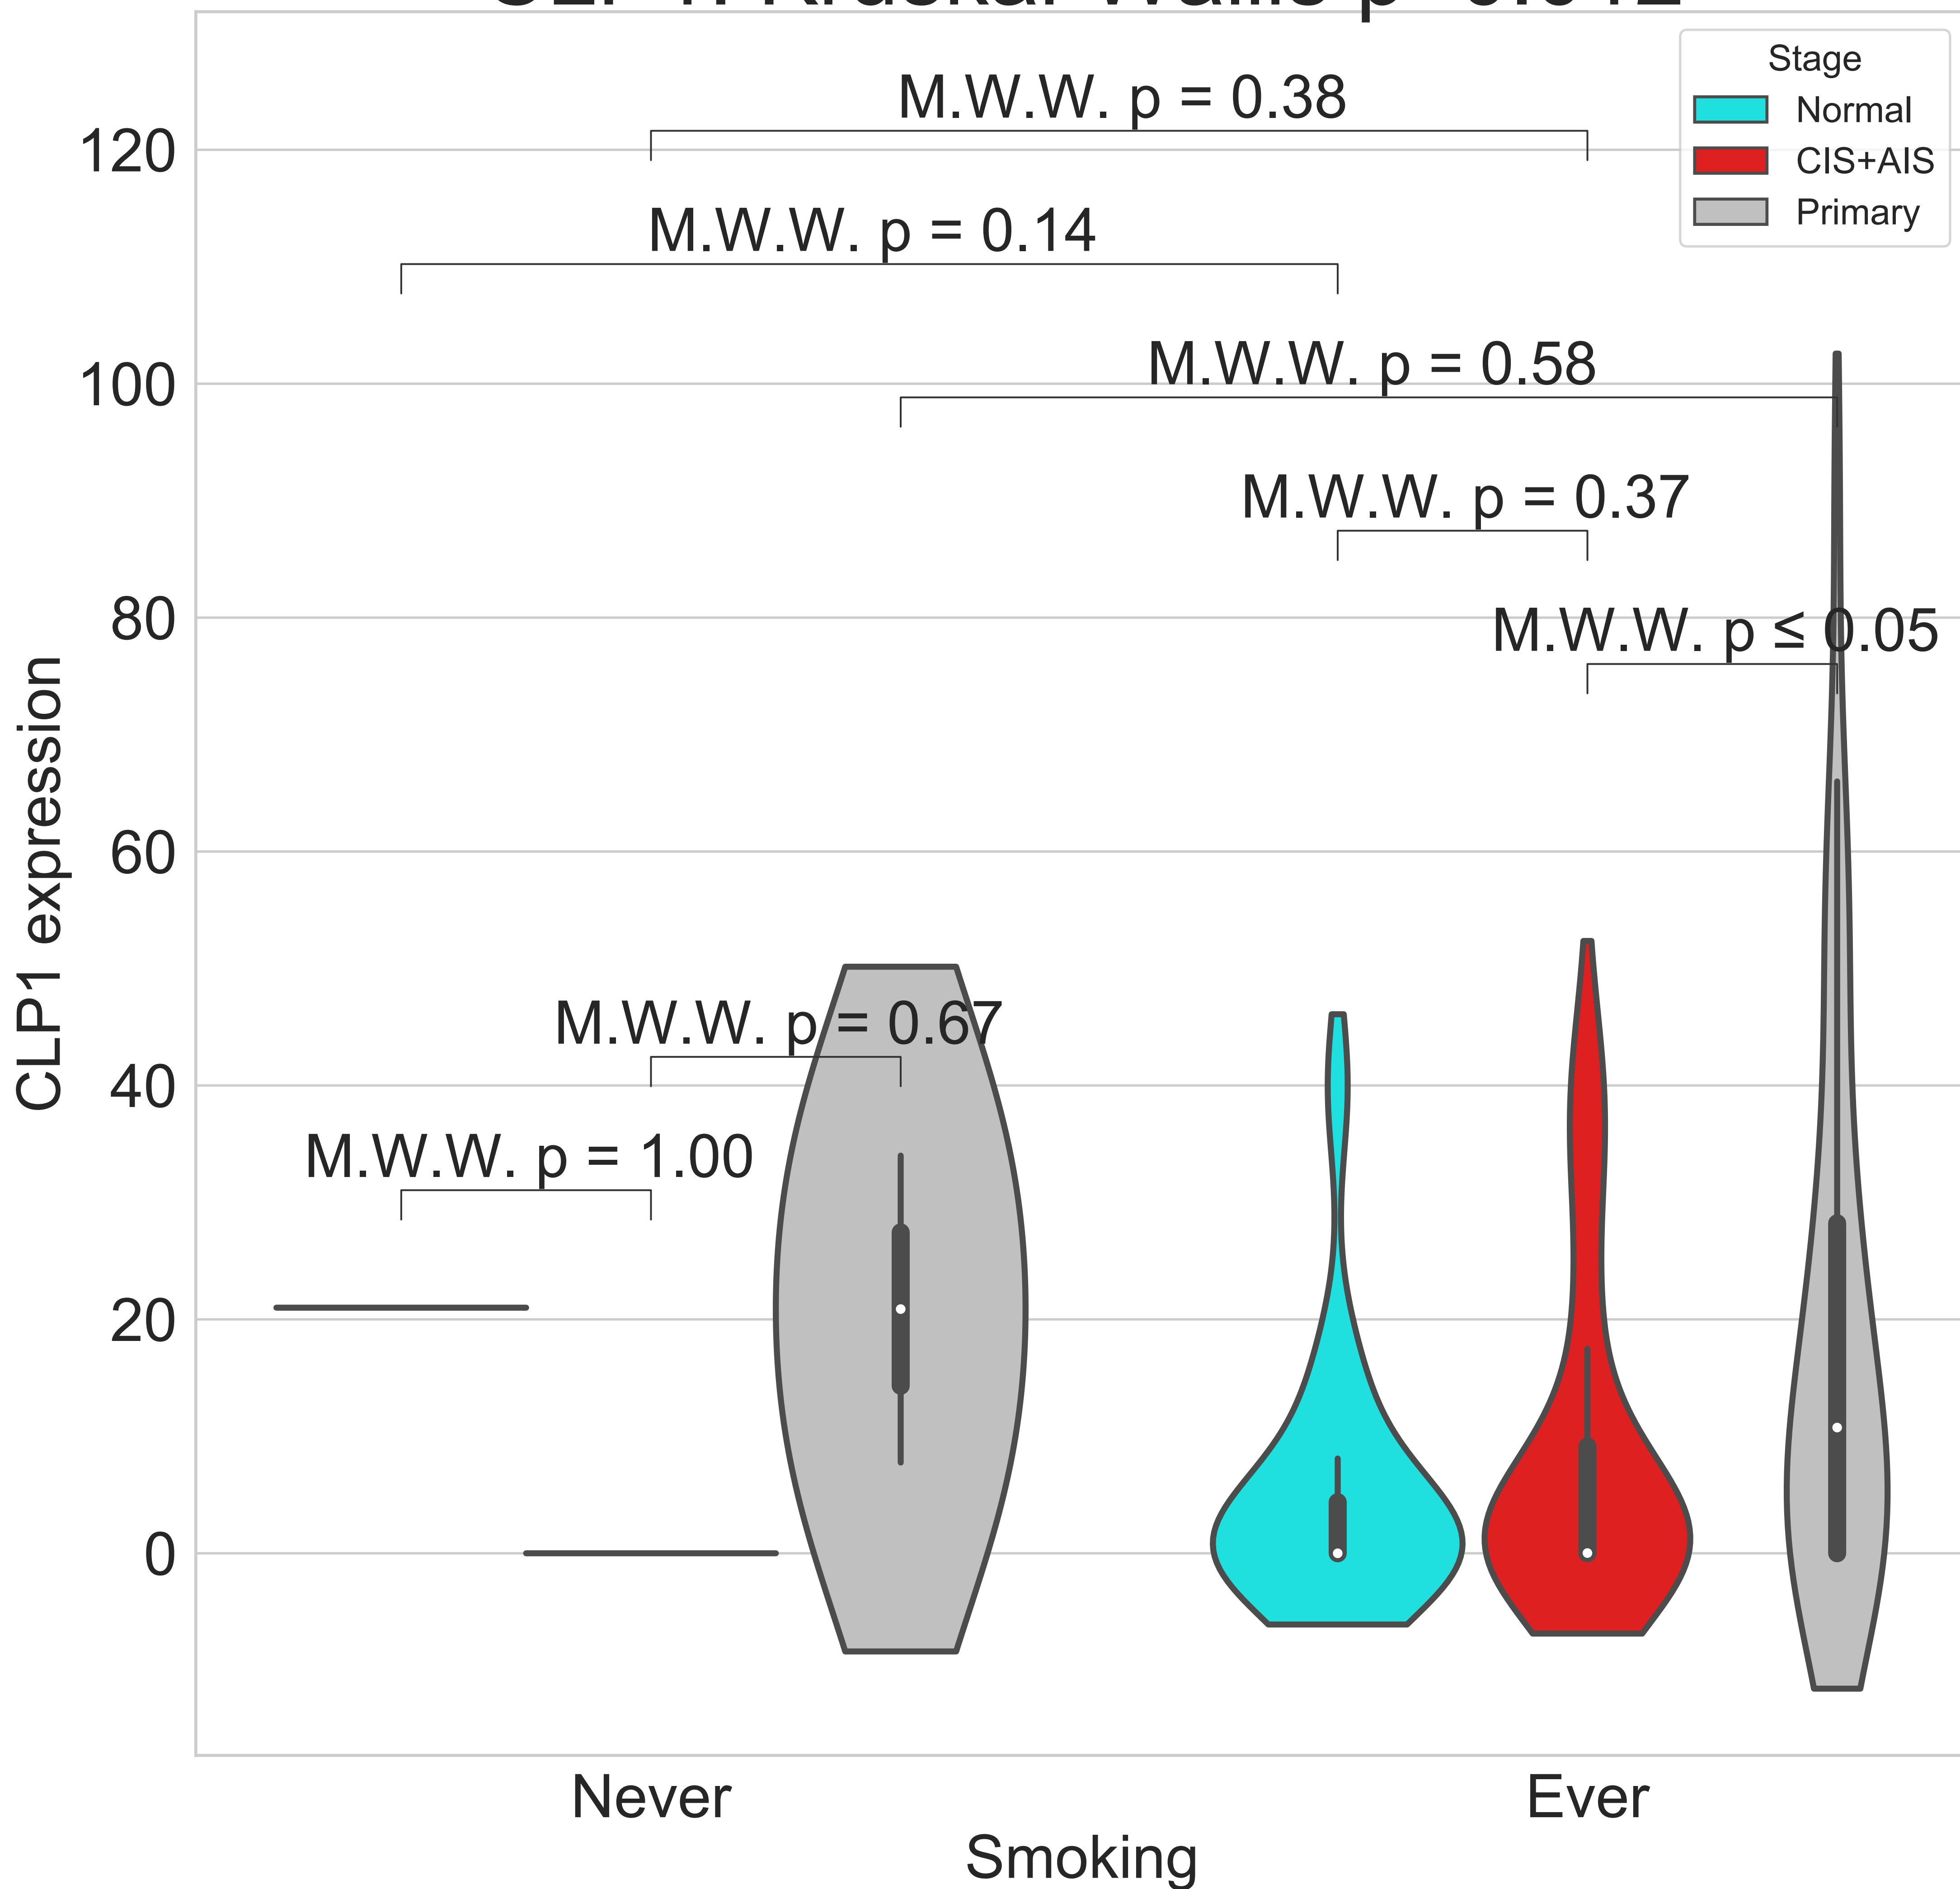 Stage
Normal
CIS+AIS
Primary
M.W.W. p = 0.38
M.W.W. p = 0.14
M.W.W. p = 0.58
M.W.W. p = 0.37
M.W.W. p ≤ 0.05
M.W.W. p = 0.67
M.W.W. p = 1.00
120
100
80
60
40
20
0
CLP1 expression
Never
Ever
Smoking